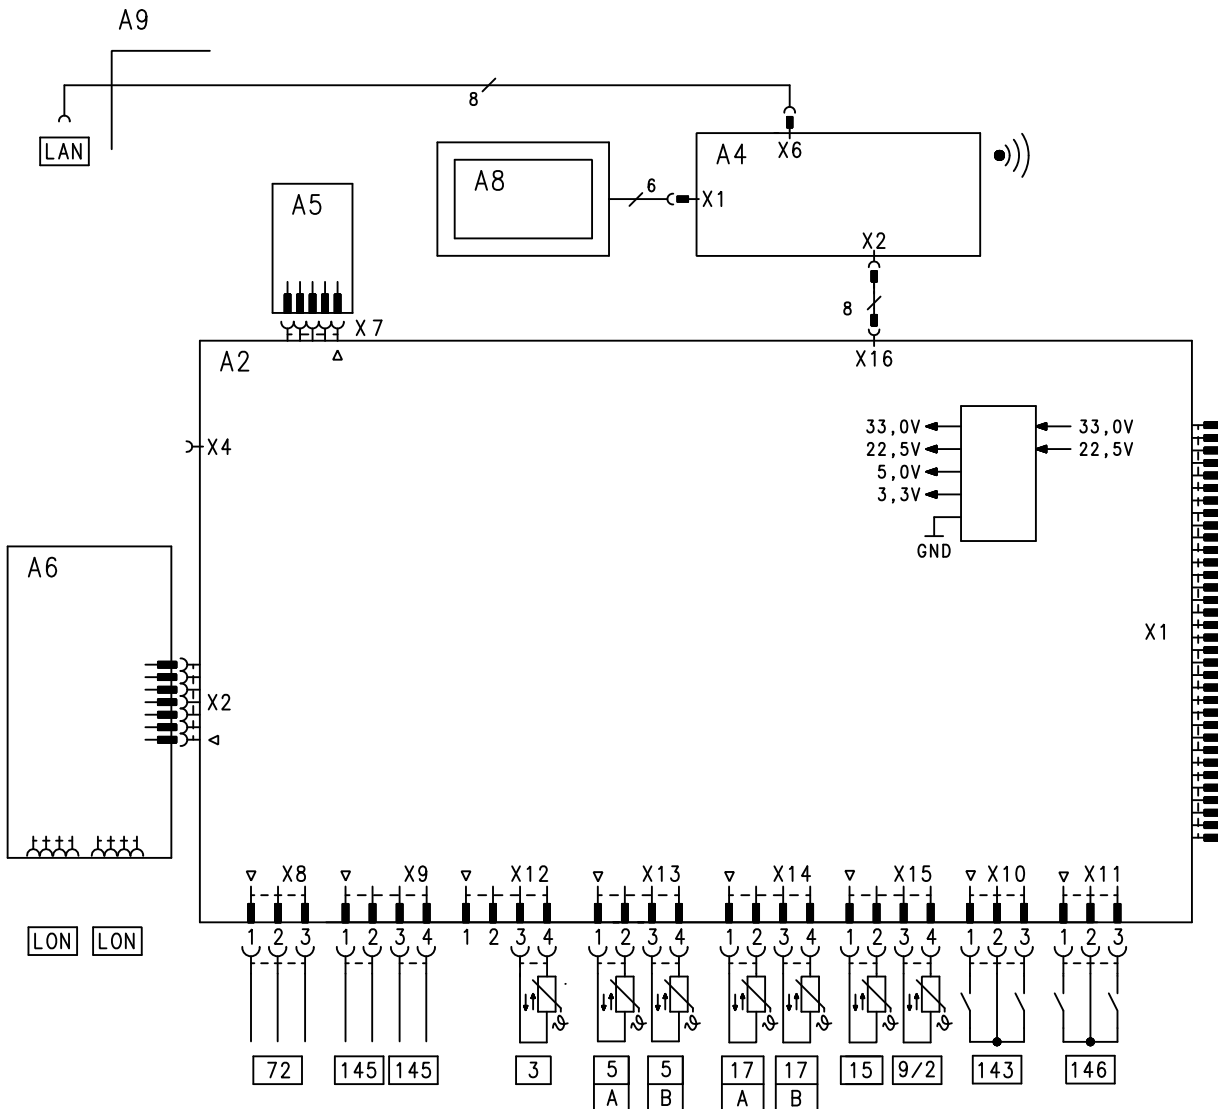 A9
8
LAN
A4
X6
A8
6
X1
A5
X2
8
X7
A2
X16
33,0V
33,0V
22,5V
22,5V
5,0V
3,3V
GND
X4
A6
X1
X2
X8
X9
X12
X13
X14
X15
X10
X11
1 2 3
1 2 3 4
1 2 3 4
1 2 3 4
1 2 3 4
1 2 3 4
1 2 3
1 2 3
LON
LON
ϑ
ϑ
ϑ
ϑ
ϑ
ϑ
ϑ
72
145
145
3
5
A
5
B
17
A
17
B
15
9/2
143
146